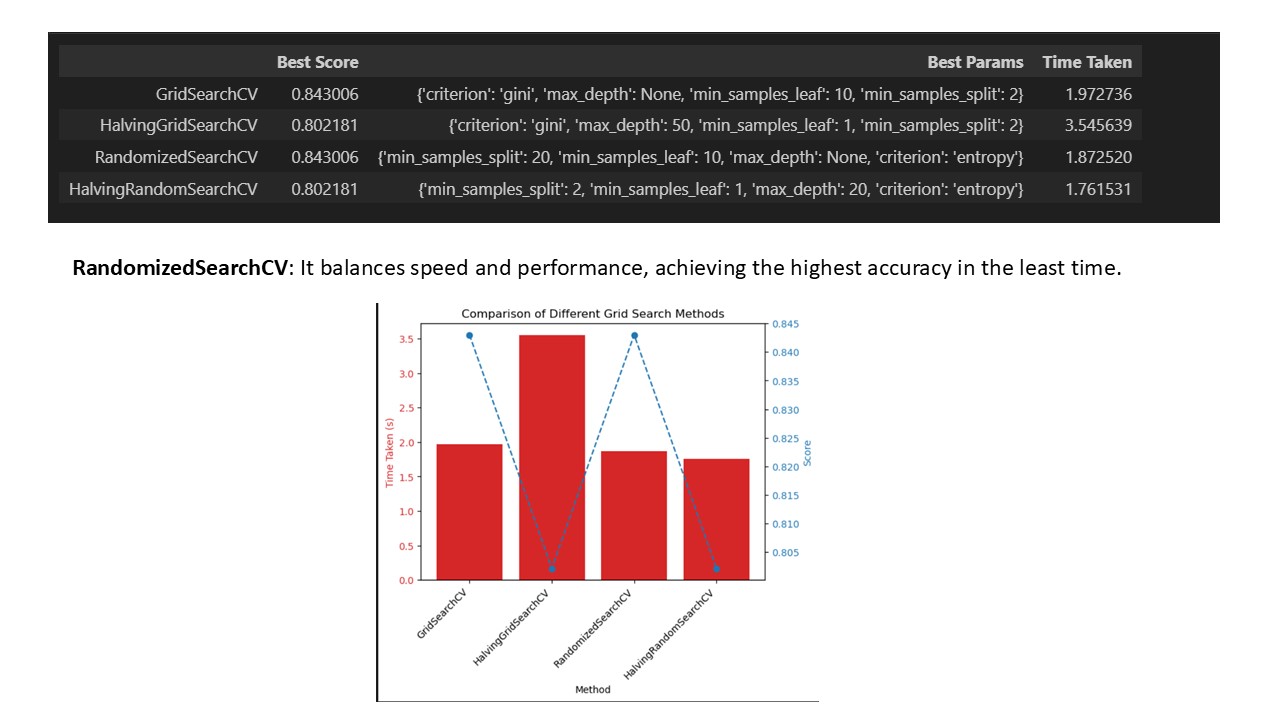 Best Score Best Params Time Taken
GridSearchCV 0.843006 {'criterion': 'gini', 'max_depth': None, 'min_samples_leaf': 10, 'min_samples_split': 2} 1.972736
HalvingGridSearchCV 0.802181 {'criterion': 'gini', 'max_depth': 50, 'min_samples_leaf': 1, 'min_samples_split': 2} 3.545639
RandomizedSearchCV 0.843006 {'min_samples_split': 20, 'min_samples_leaf': 10, 'max_depth': None, 'criterion': 'entropy'} 1.872520
HalvingRandomSearchCV 0.802181 {'min_samples_split': 2, 'min_samples_leaf': 1, 'max_depth': 20, 'criterion': 'entropy'} 1.761531
RandomizedSearchCV: It balances speed and performance, achieving the highest accuracy in the least time.
Comparison of Different Grid Search Methods
Time Taken (s)
3.5
3.0
2.5
2.0
1.5
1.0
0.5
0.0
0.845
0.840
0.835
0.830
0.825
0.820
0.815
0.810
0.805
Score
GridSearchCV
HalvingGridSearchCV
RandomizedSearchCV
HalvingRandomSearchCV
Method